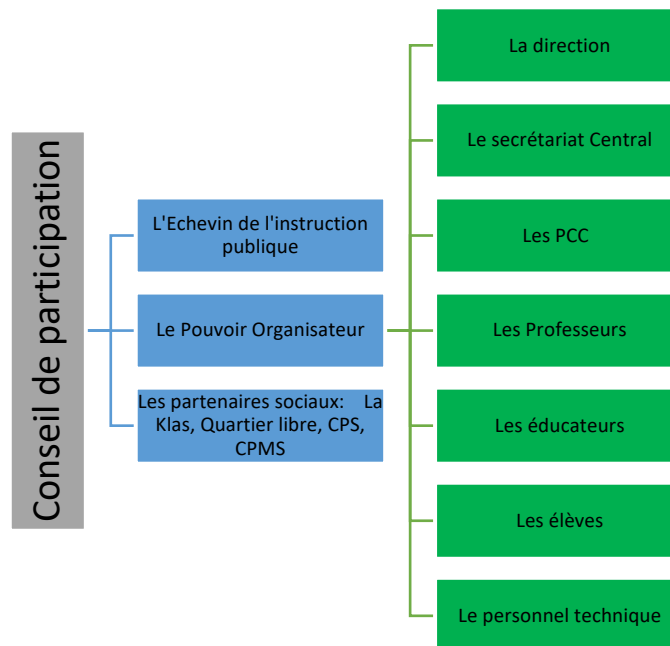 Conseil de participation
L'Echevin de l'instruction
publique
Le Pouvoir Organisateur
Les partenaires sociaux: La
Klas, Quartier libre, CPS,
CPMS
La direction
Le secrétariat Central
Les PCC
Les Professeurs
Les éducateurs
Les élèves
Le personnel technique